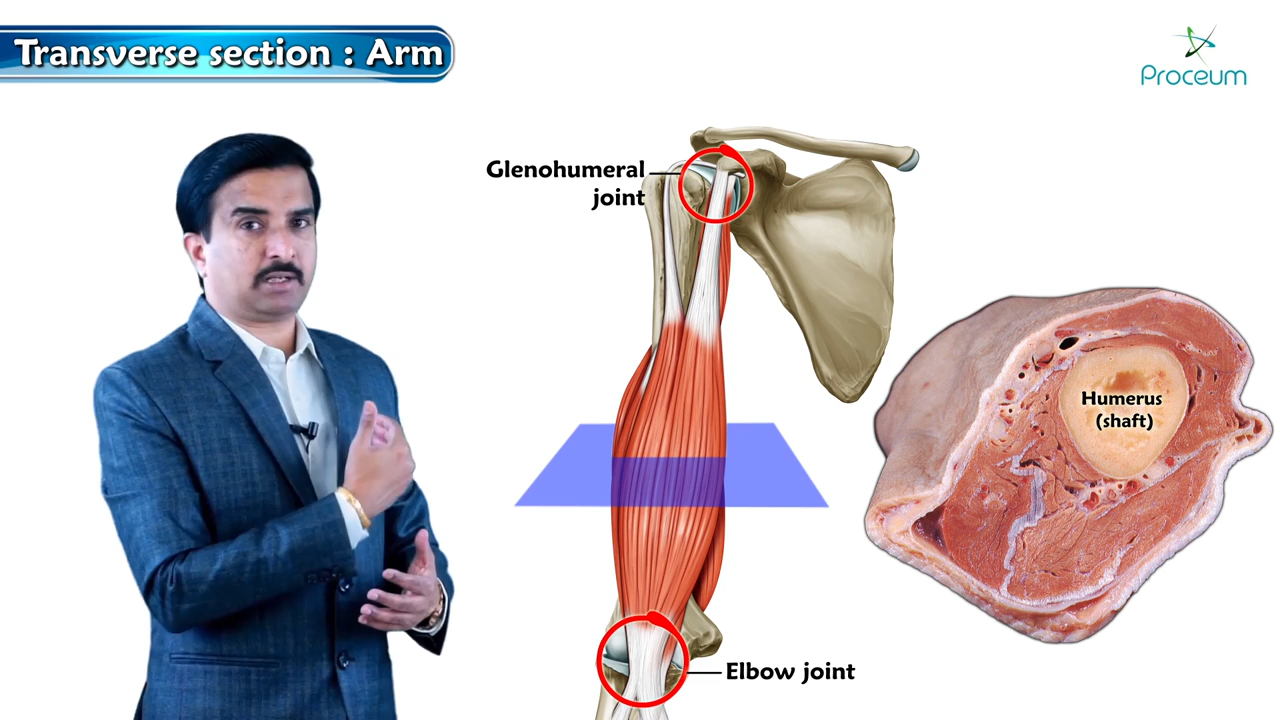 Transverse section : Arm
Proceum
Glenohumeral
joint
Humerus
(shaft)
Elbow joint